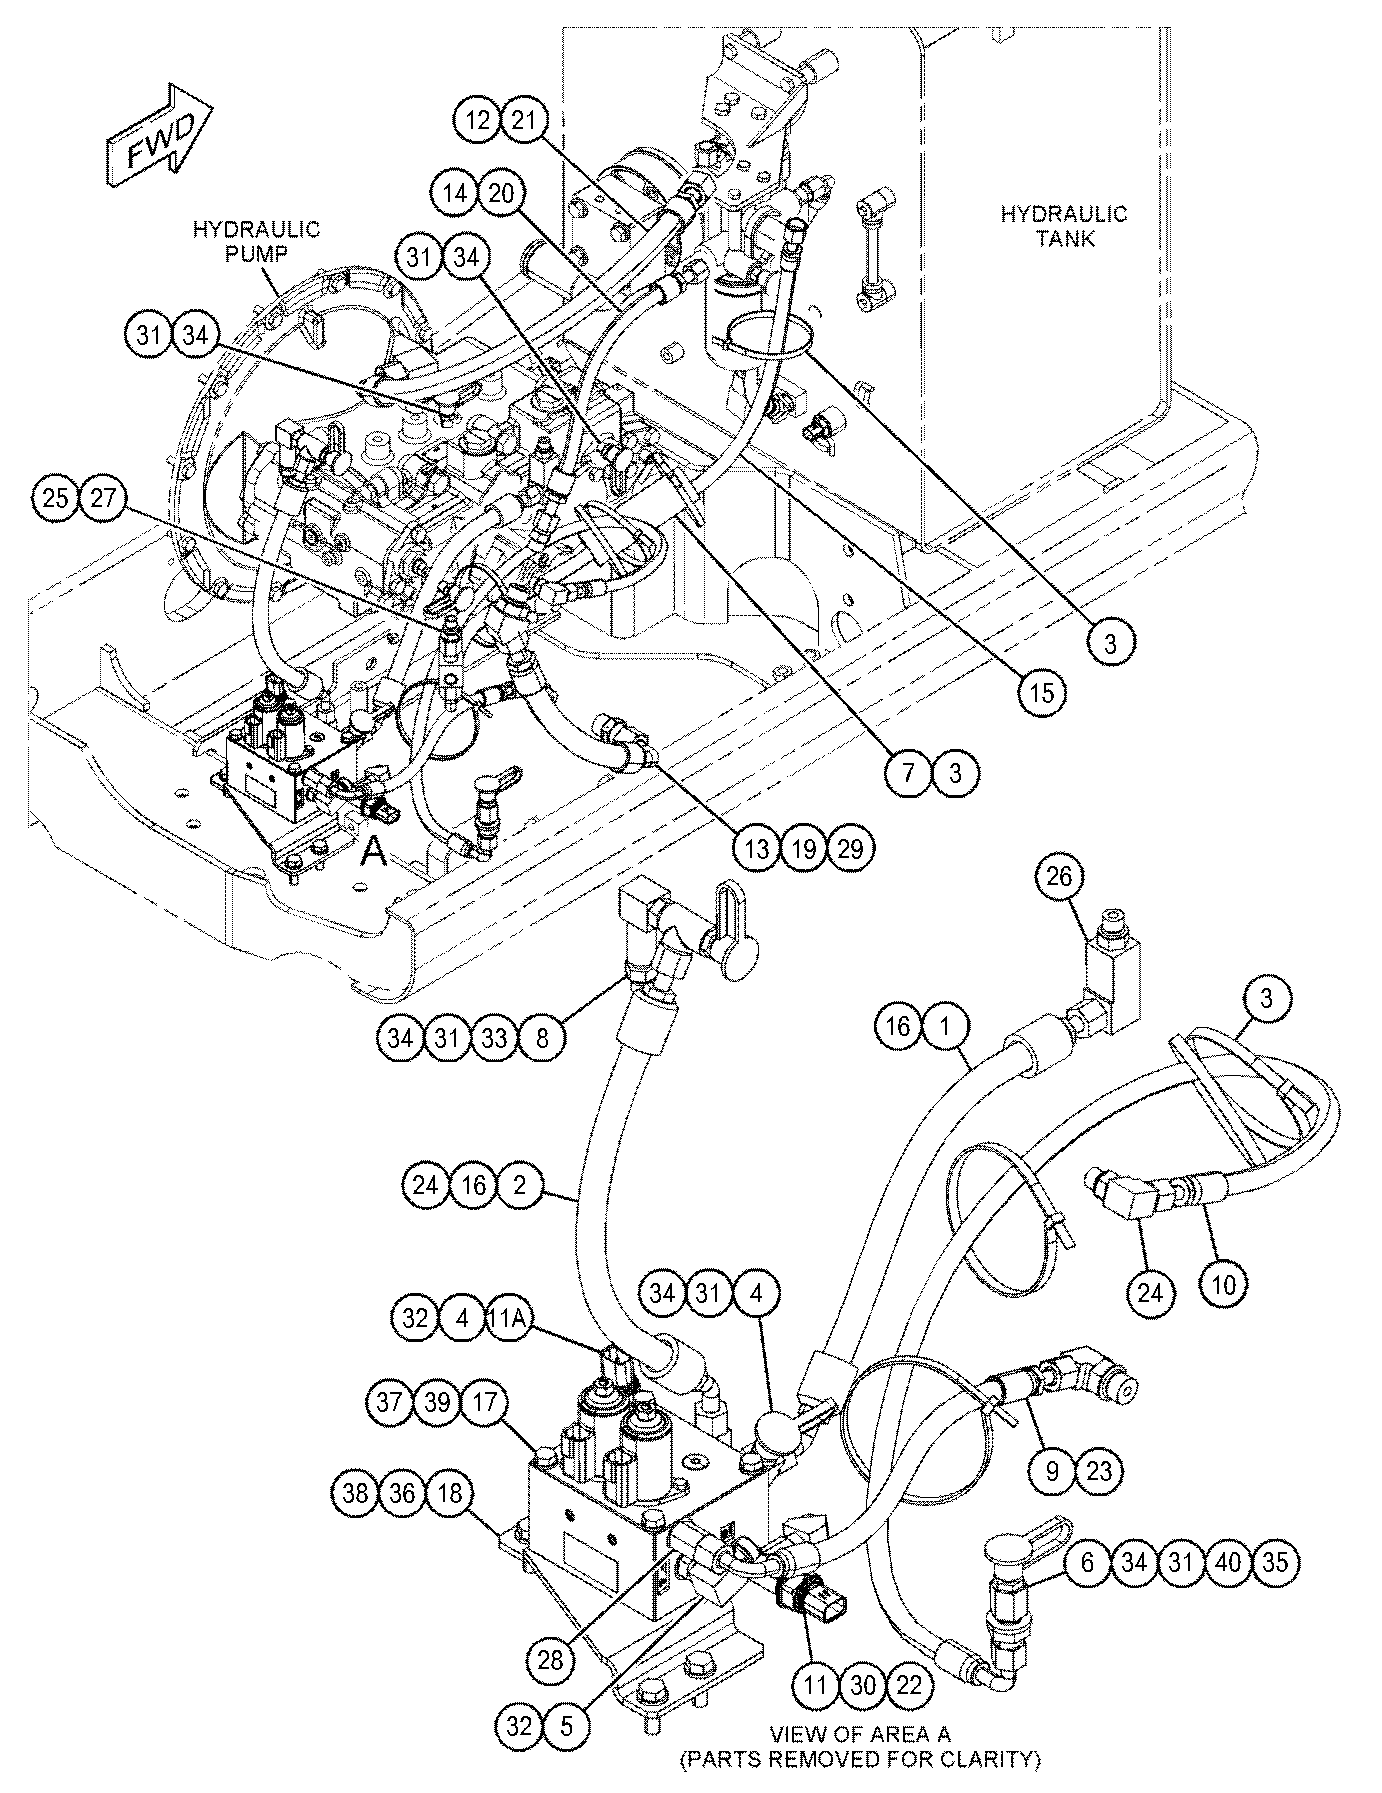 FWD
12 21
14 20
HYDRAULIC
PUMP
31 34
31 34
HYDRAULIC
TANK
25 27
3
15
7 3
13 19 29
A
26
3
34 31 33 8
16 1
24 16 2
10
24
34 31 4
32 4 11A
37 39 17
9 23
38 36 18
6 34 31 40 35
28
11 30 22
32 5
VIEW OF AREA A
(PARTS REMOVED FOR CLARITY)